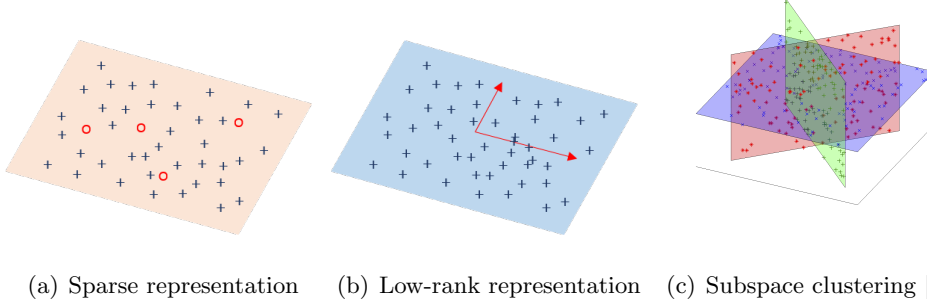 (a) Sparse representation
(b) Low-rank representation
(c) Subspace clustering